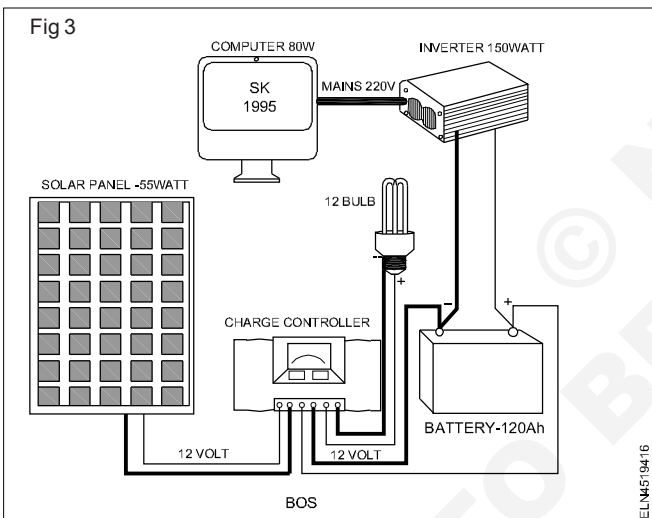 Fig 3
COMPUTER 80W
INVERTER 150WATT
SK
1995
MAINS 220V
SOLAR PANEL -55WATT
12 BULB
-
+
-
+
CHARGE CONTROLLER
BATTERY-120Ah
12 VOLT
12 VOLT
BOS
ELN4519416
©